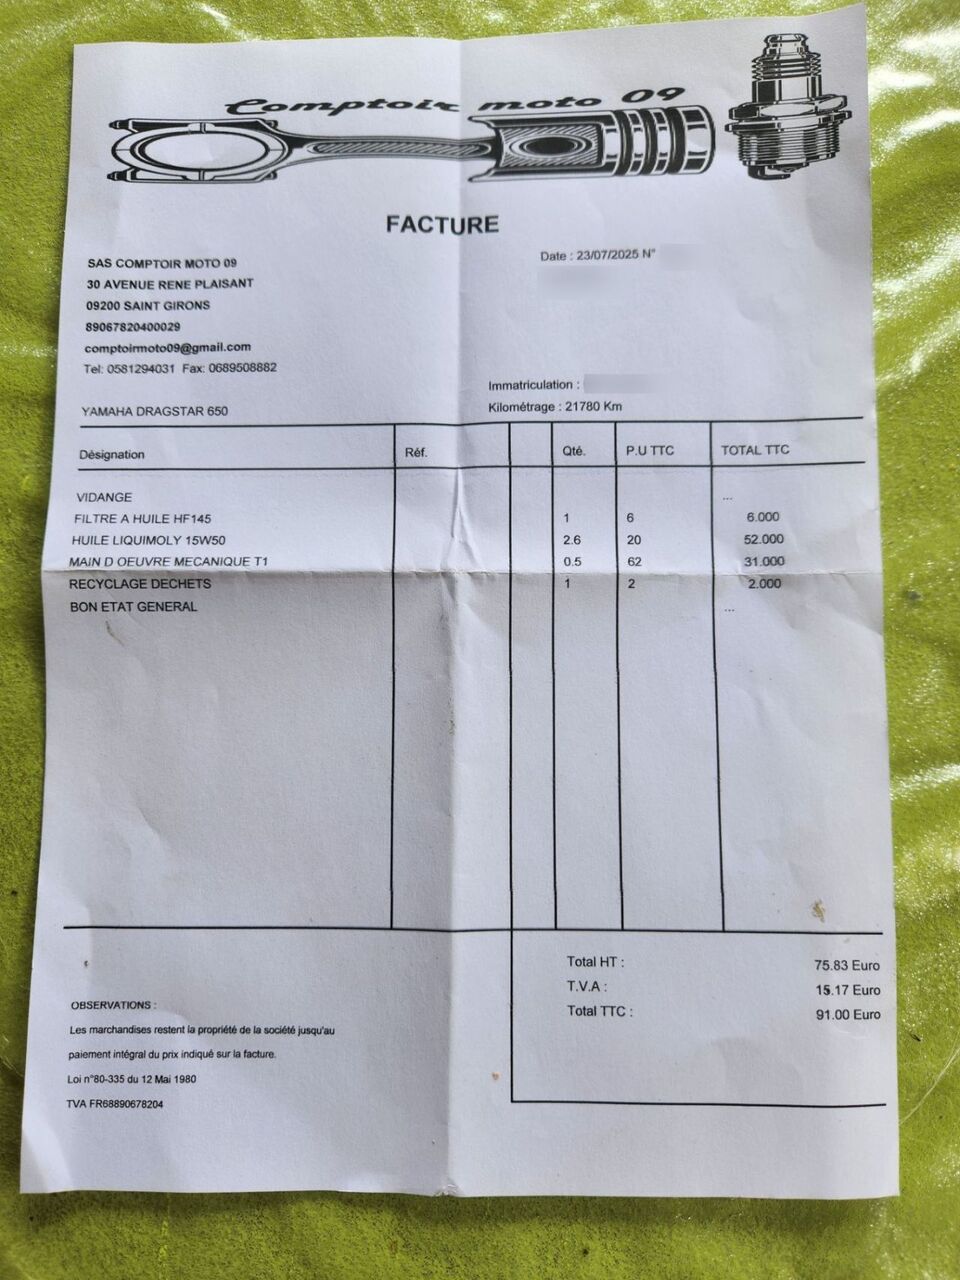 Comptoir moto 09
FACTURE
SAS COMPTOIR MOTO 09
30 AVENUE RENE PLAISANT
09200 SAINT GIRONS
89067820400029
comptoirmoto09@gmail.com
Tel: 0581294031 Fax: 0689508882
Date : 23/07/2025 N°
Immatriculation :
Kilométrage : 21780 Km
YAMAHA DRAGSTAR 650
Désignation Réf. Qté. P.U TTC TOTAL TTC
VIDANGE ...
FILTRE A HUILE HF145 1 6 6.000
HUILE LIQUIMOLY 15W50 2.6 20 52.000
MAIN D OEUVRE MECANIQUE T1 0.5 62 31.000
RECYCLAGE DECHETS 1 2 2.000
BON ETAT GENERAL ...
Total HT : 75.83 Euro
T.V.A : 15.17 Euro
Total TTC : 91.00 Euro
OBSERVATIONS :
Les marchandises restent la propriété de la société jusqu'au
paiement intégral du prix indiqué sur la facture.
Loi n°80-335 du 12 Mai 1980
TVA FR68890678204